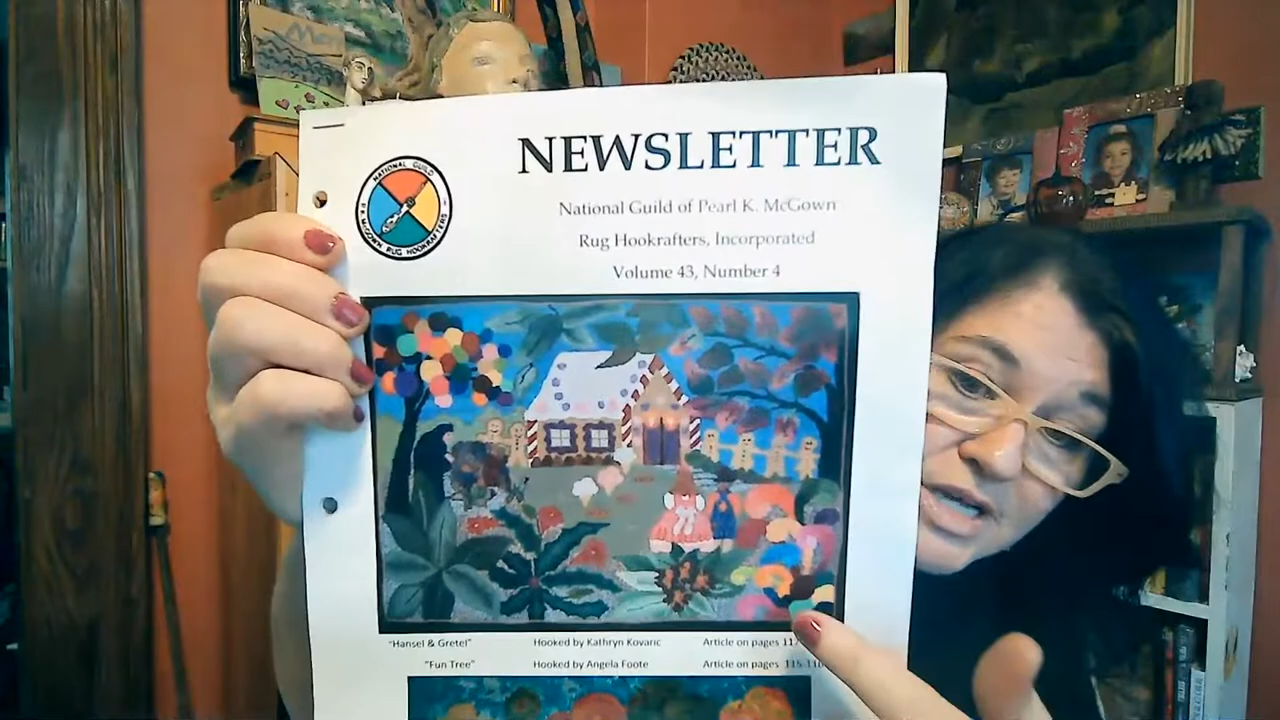 NEWSLETTER
NATIONAL GUILD
P.K. McGOWN RUG HOOKRAFTERS
National Guild of Pearl K. McGown
Rug Hookrafters, Incorporated
Volume 43, Number 4
"Hansel & Gretel" Hooked by Kathryn Kovaric Article on pages
"Fun Tree" Hooked by Angela Foote Article on pages